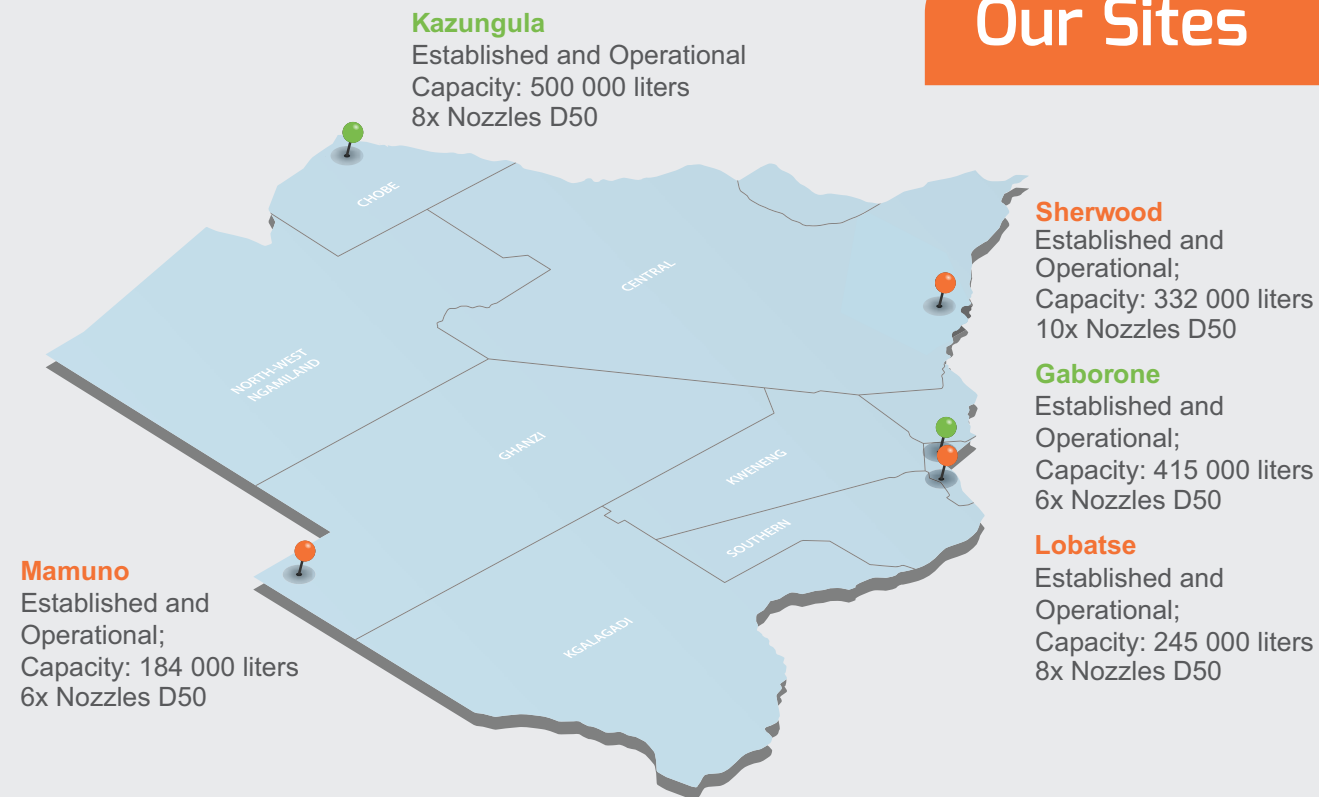 Our Sites
Kazungula
Established and Operational
Capacity: 500 000 liters
8x Nozzles D50
CHOBE
CENTRAL
NORTH-WEST
NGAMILAND
GHANZI
KWENENG
SOUTHERN
KGALAGADI
Sherwood
Established and
Operational;
Capacity: 332 000 liters
10x Nozzles D50
Gaborone
Established and
Operational;
Capacity: 415 000 liters
6x Nozzles D50
Lobatse
Established and
Operational;
Capacity: 245 000 liters
8x Nozzles D50
Mamuno
Established and
Operational;
Capacity: 184 000 liters
6x Nozzles D50